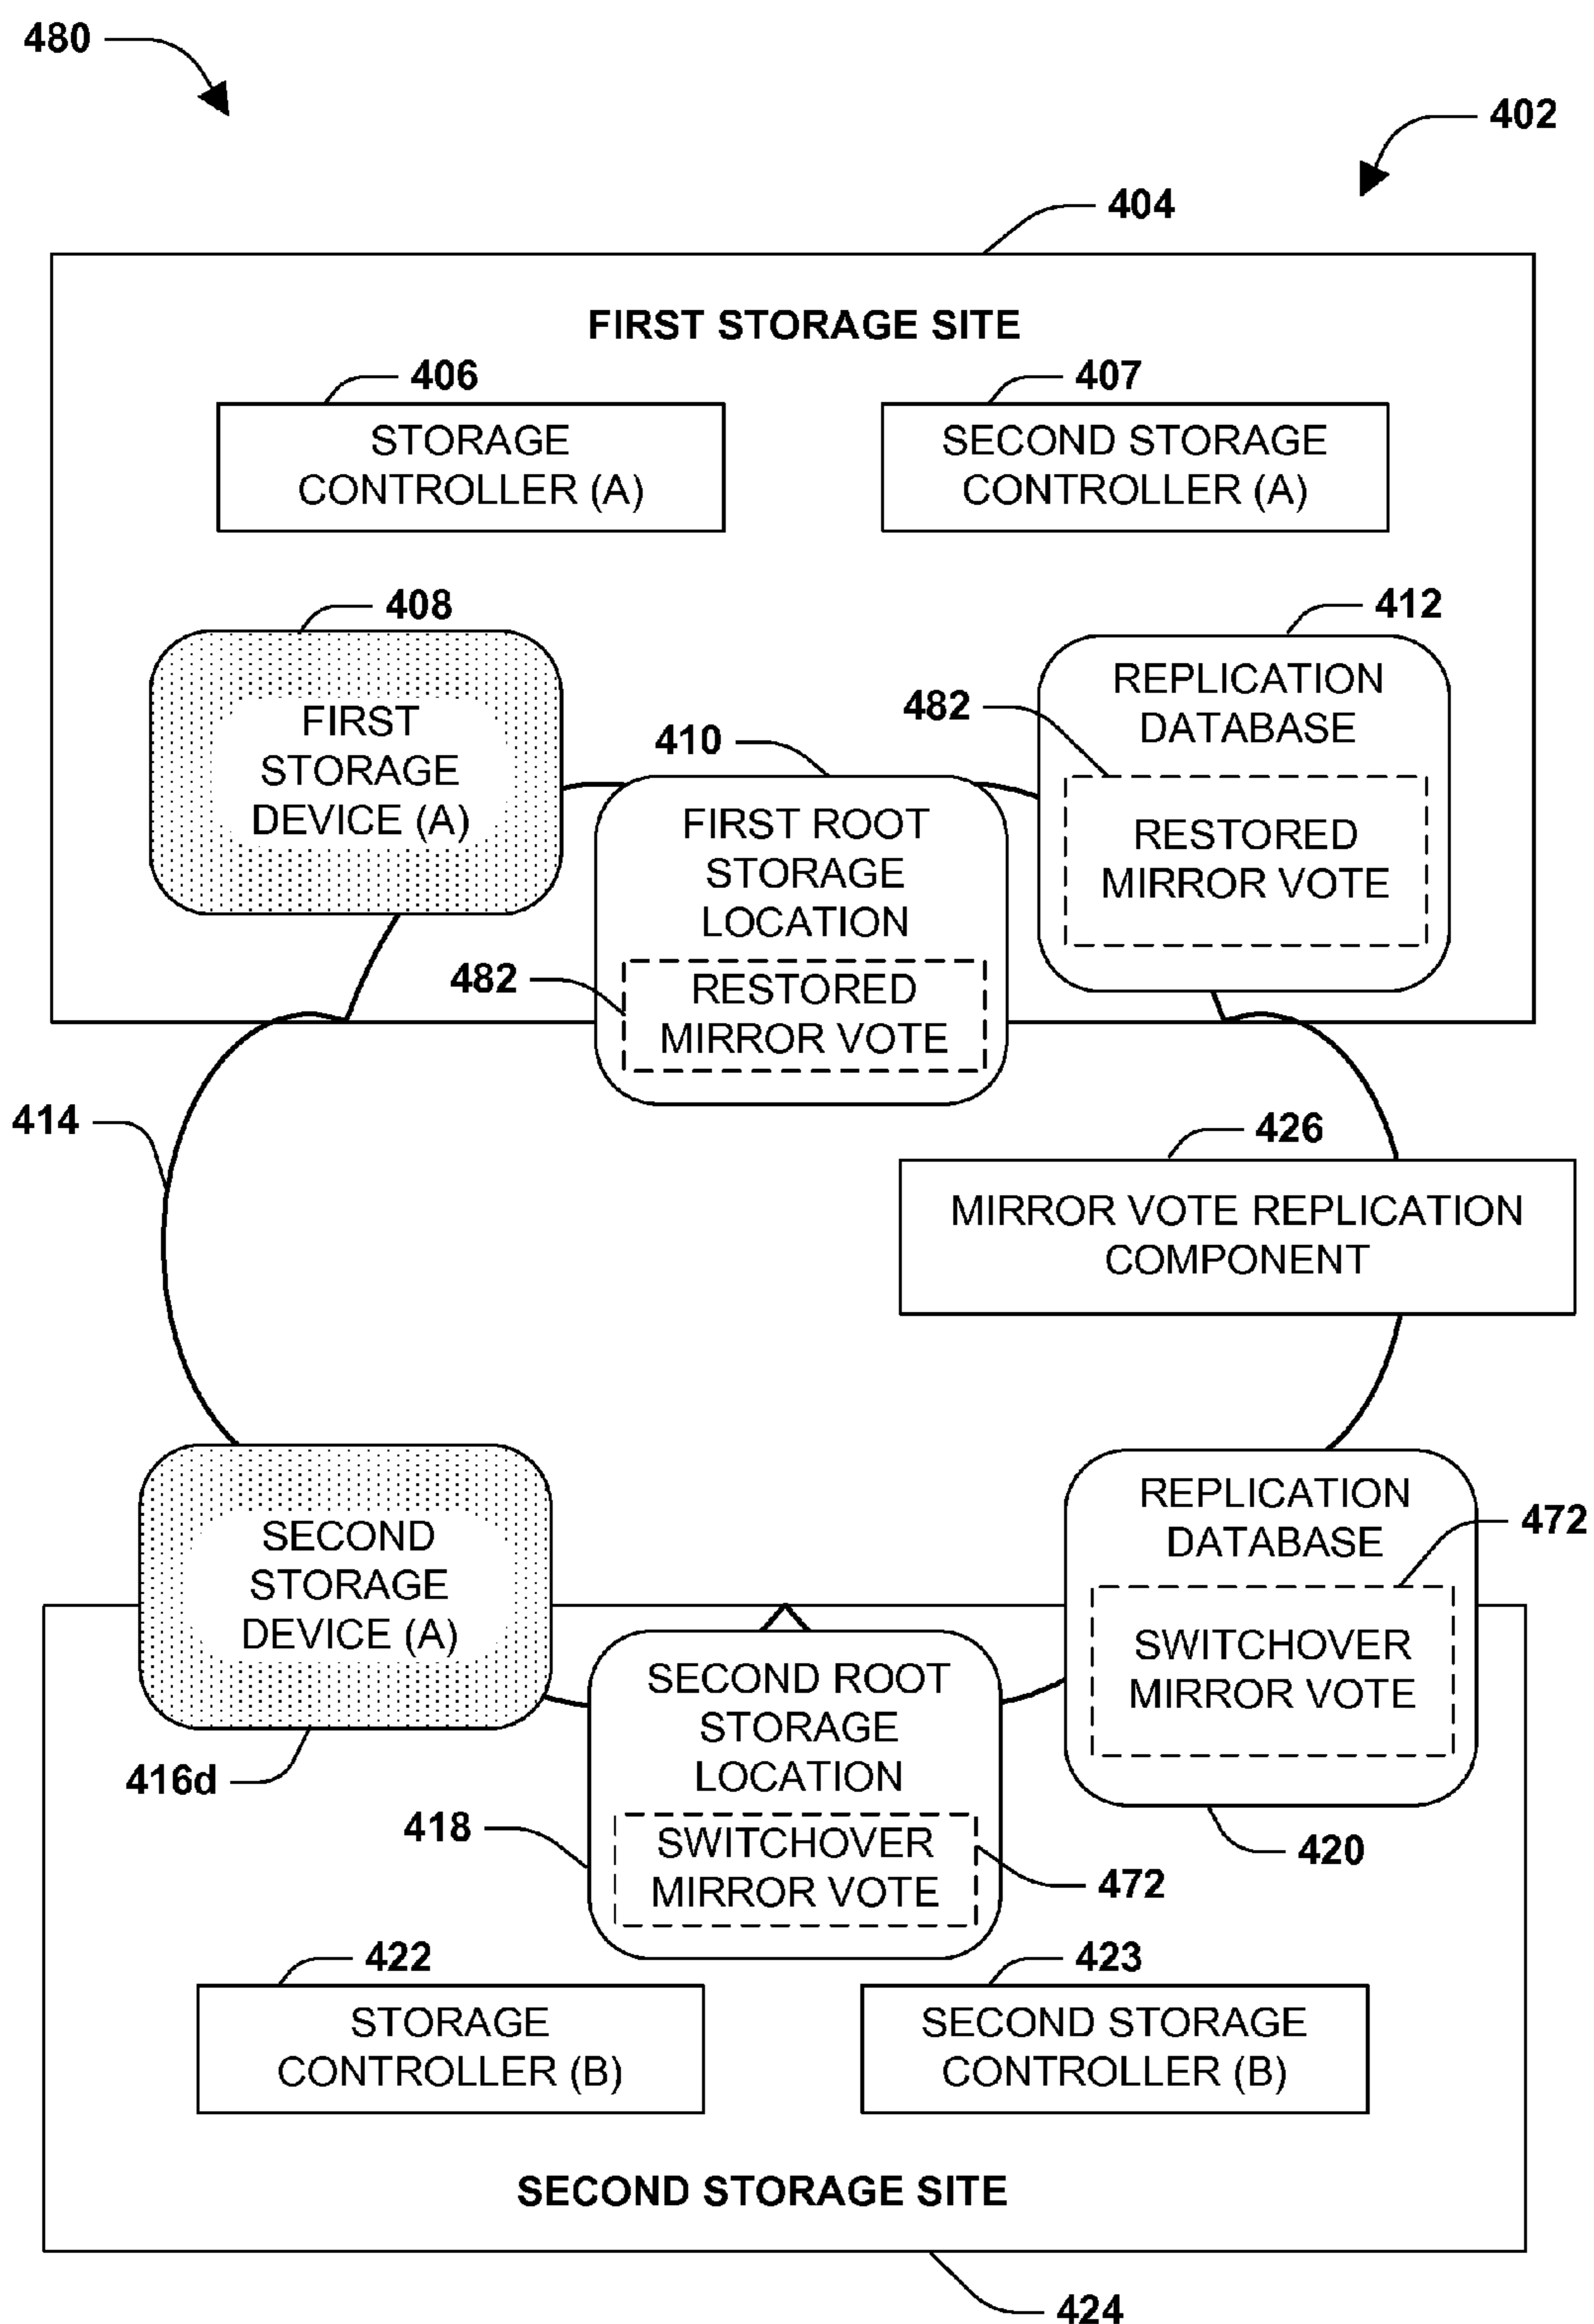 480
402
404
FIRST STORAGE SITE
406
407
STORAGE
CONTROLLER (A)
SECOND STORAGE
CONTROLLER (A)
408
412
FIRST
STORAGE
DEVICE (A)
410
482
REPLICATION
DATABASE
RESTORED
MIRROR VOTE
FIRST ROOT
STORAGE
LOCATION
482
RESTORED
MIRROR VOTE
414
426
MIRROR VOTE REPLICATION
COMPONENT
SECOND
STORAGE
DEVICE (A)
416d
REPLICATION
DATABASE
472
SWITCHOVER
MIRROR VOTE
420
SECOND ROOT
STORAGE
LOCATION
418
SWITCHOVER
MIRROR VOTE
472
422
423
STORAGE
CONTROLLER (B)
SECOND STORAGE
CONTROLLER (B)
SECOND STORAGE SITE
424